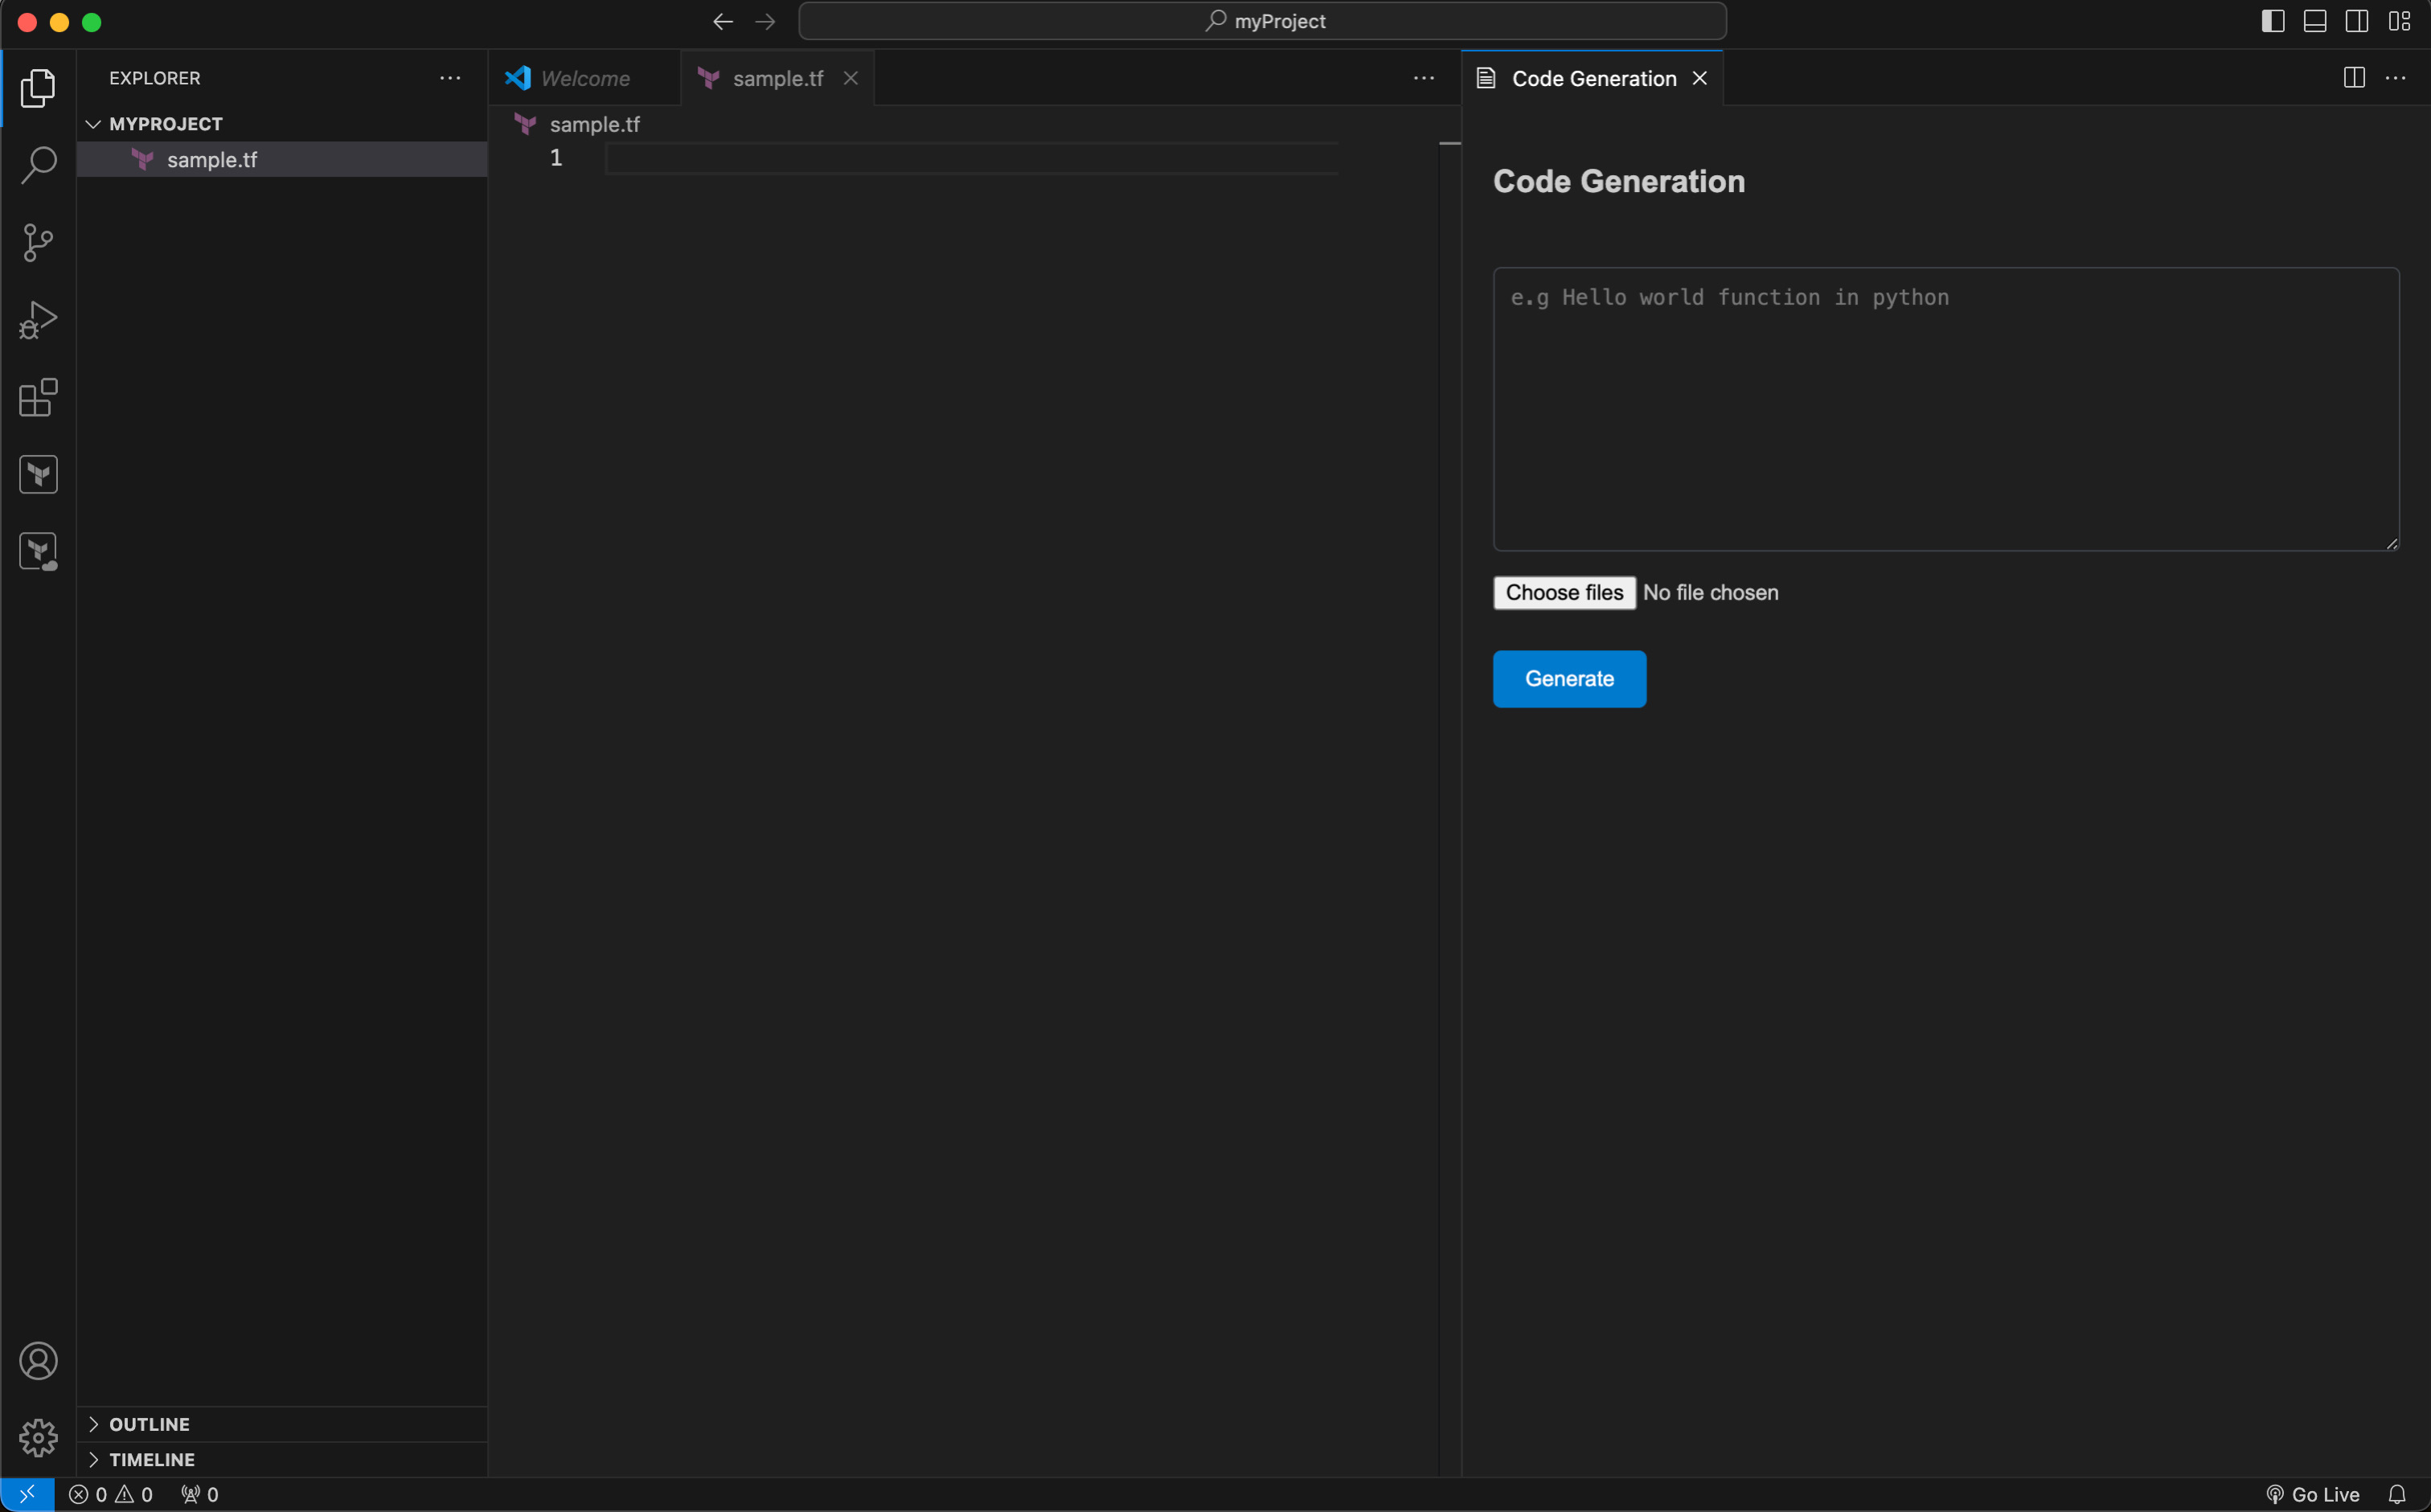 myProject
EXPLORER
MYPROJECT
sample.tf
OUTLINE
TIMELINE
Welcome
sample.tf
sample.tf
1
Code Generation
Code Generation
e.g Hello world function in python
Choose files No file chosen
Generate
0 0 0
Go Live